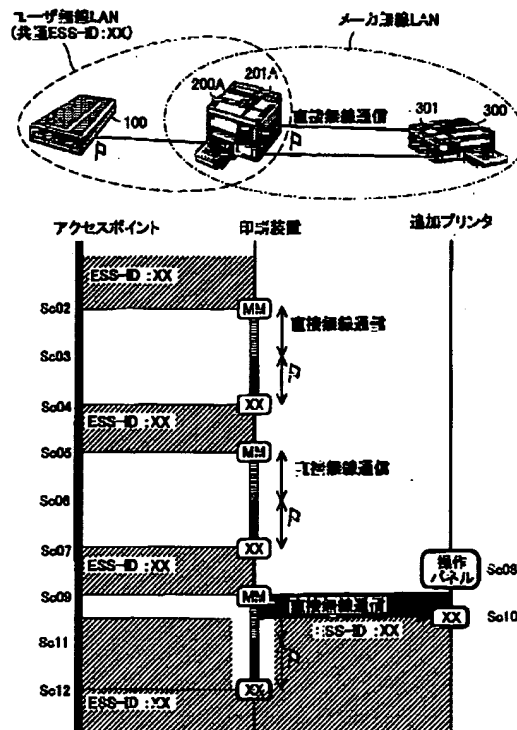 ユーザ無線LAN
(共通ESS-ID:XX)
メーカ無線LAN
200A
201A
100
直接無線通信
301
300
P
P
アクセスポイント
印刷装置
追加プリンタ
ESS-ID:XX
Sc02
MM
直接無線通信
Sc03
P
Sc04
XX
ESS-ID:XX
Sc05
MM
直接無線通信
Sc06
P
Sc07
XX
ESS-ID:XX
操作
パネル
Sc08
Sc09
MM
直接無線通信
XX
Sc10
ESS-ID:XX
Sc11
P
Sc12
XX
ESS-ID:XX